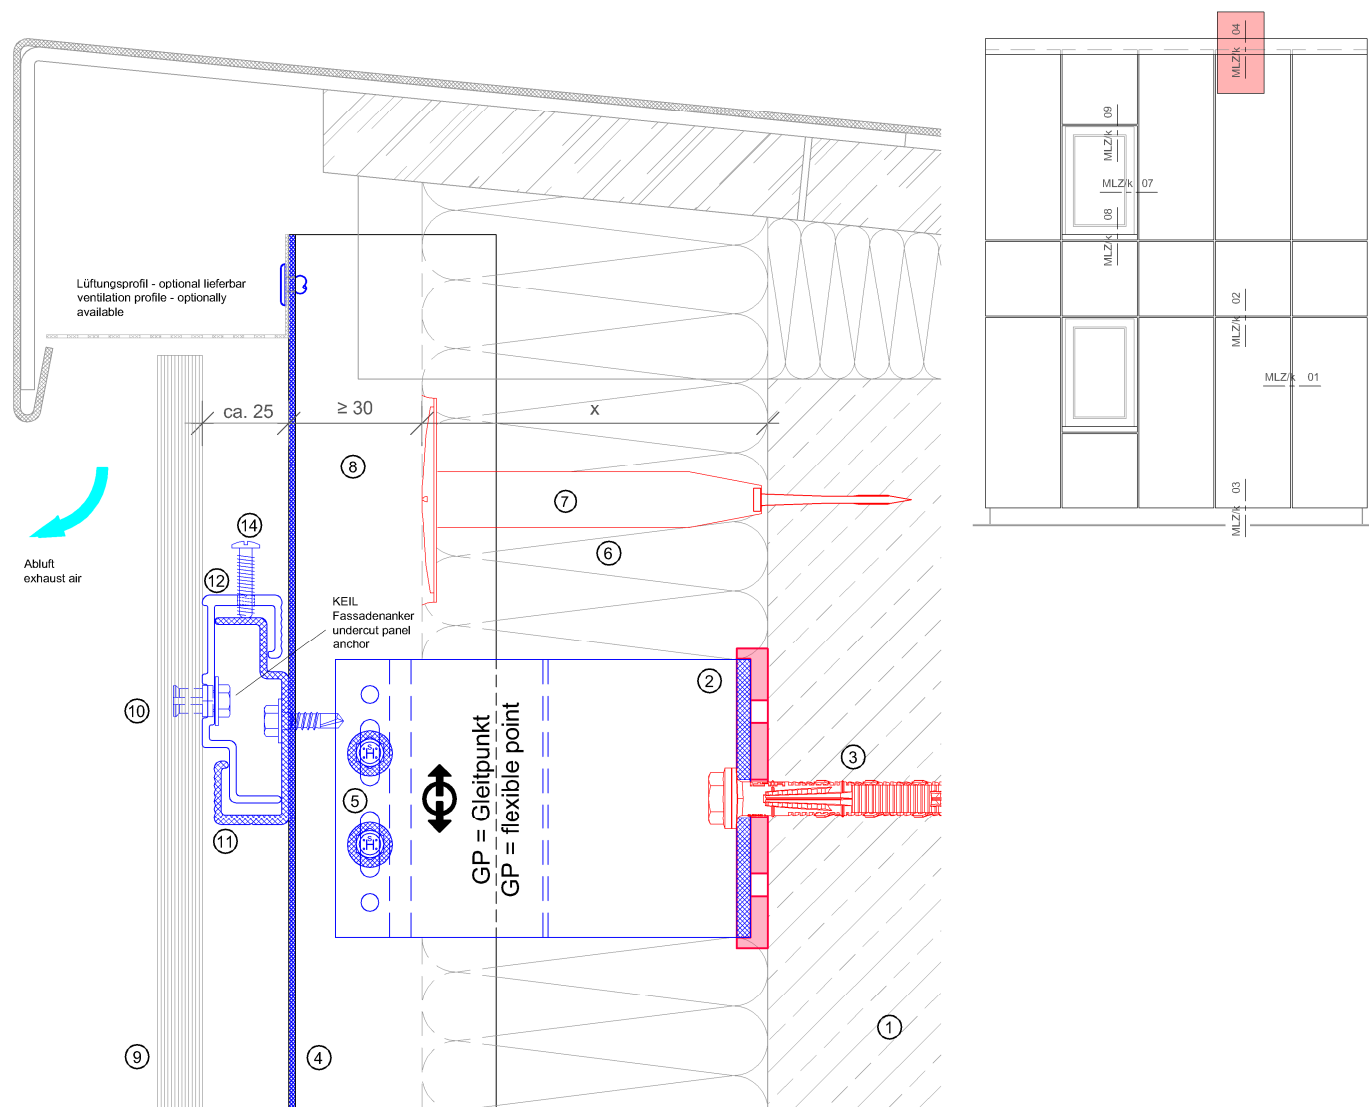 Lüftungsprofil - optional lieferbar
ventilation profile - optionally
available
ca. 25
≥ 30
x
8
7
6
14
12
Abluft
exhaust air
KEIL
Fassadenanker
undercut panel
anchor
10
2
3
5
11
GP = Gleitpunkt
GP = flexible point
S
H
S
H
1
9
4
MLZ/k 04
MLZ/k 09
MLZ/k 07
MLZ/k 08
MLZ/k 02
MLZ/k 01
MLZ/k 03